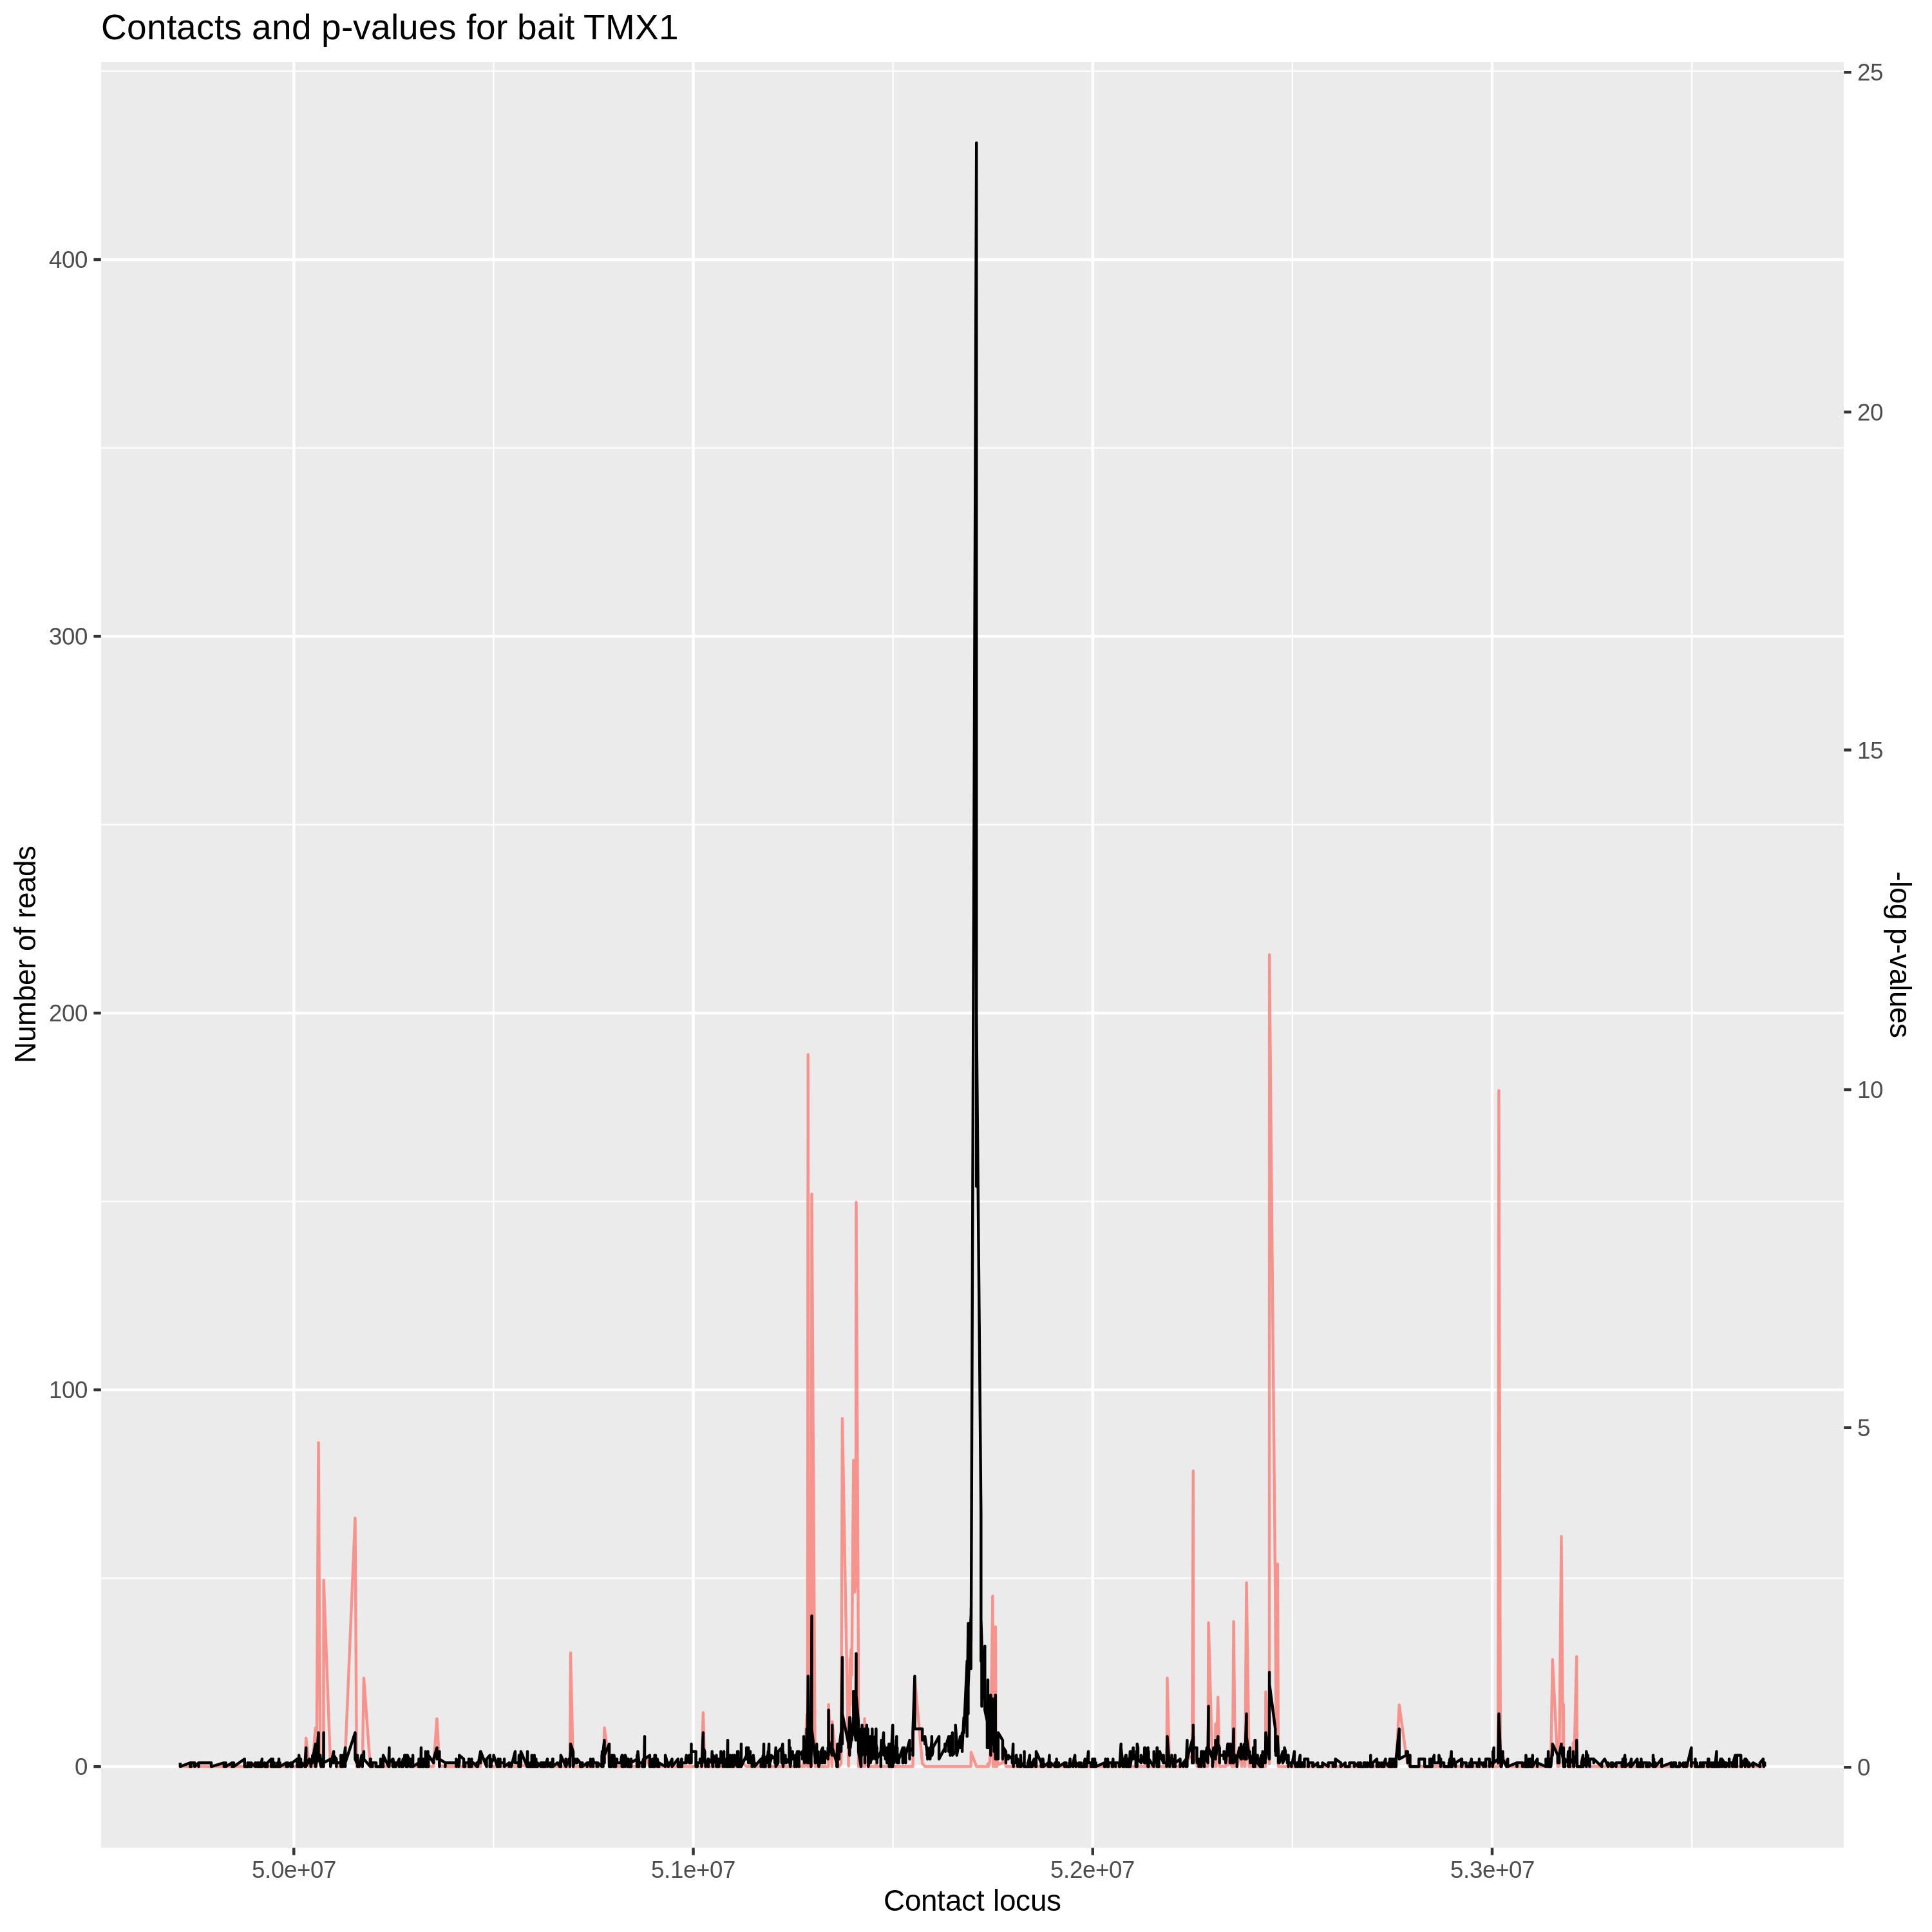 Contacts and p-values for bait TMX1
25
400
20
300
15
Number of reads
-log p-values
200
10
100
5
0
0
5.0e+07
5.1e+07
5.2e+07
5.3e+07
Contact locus